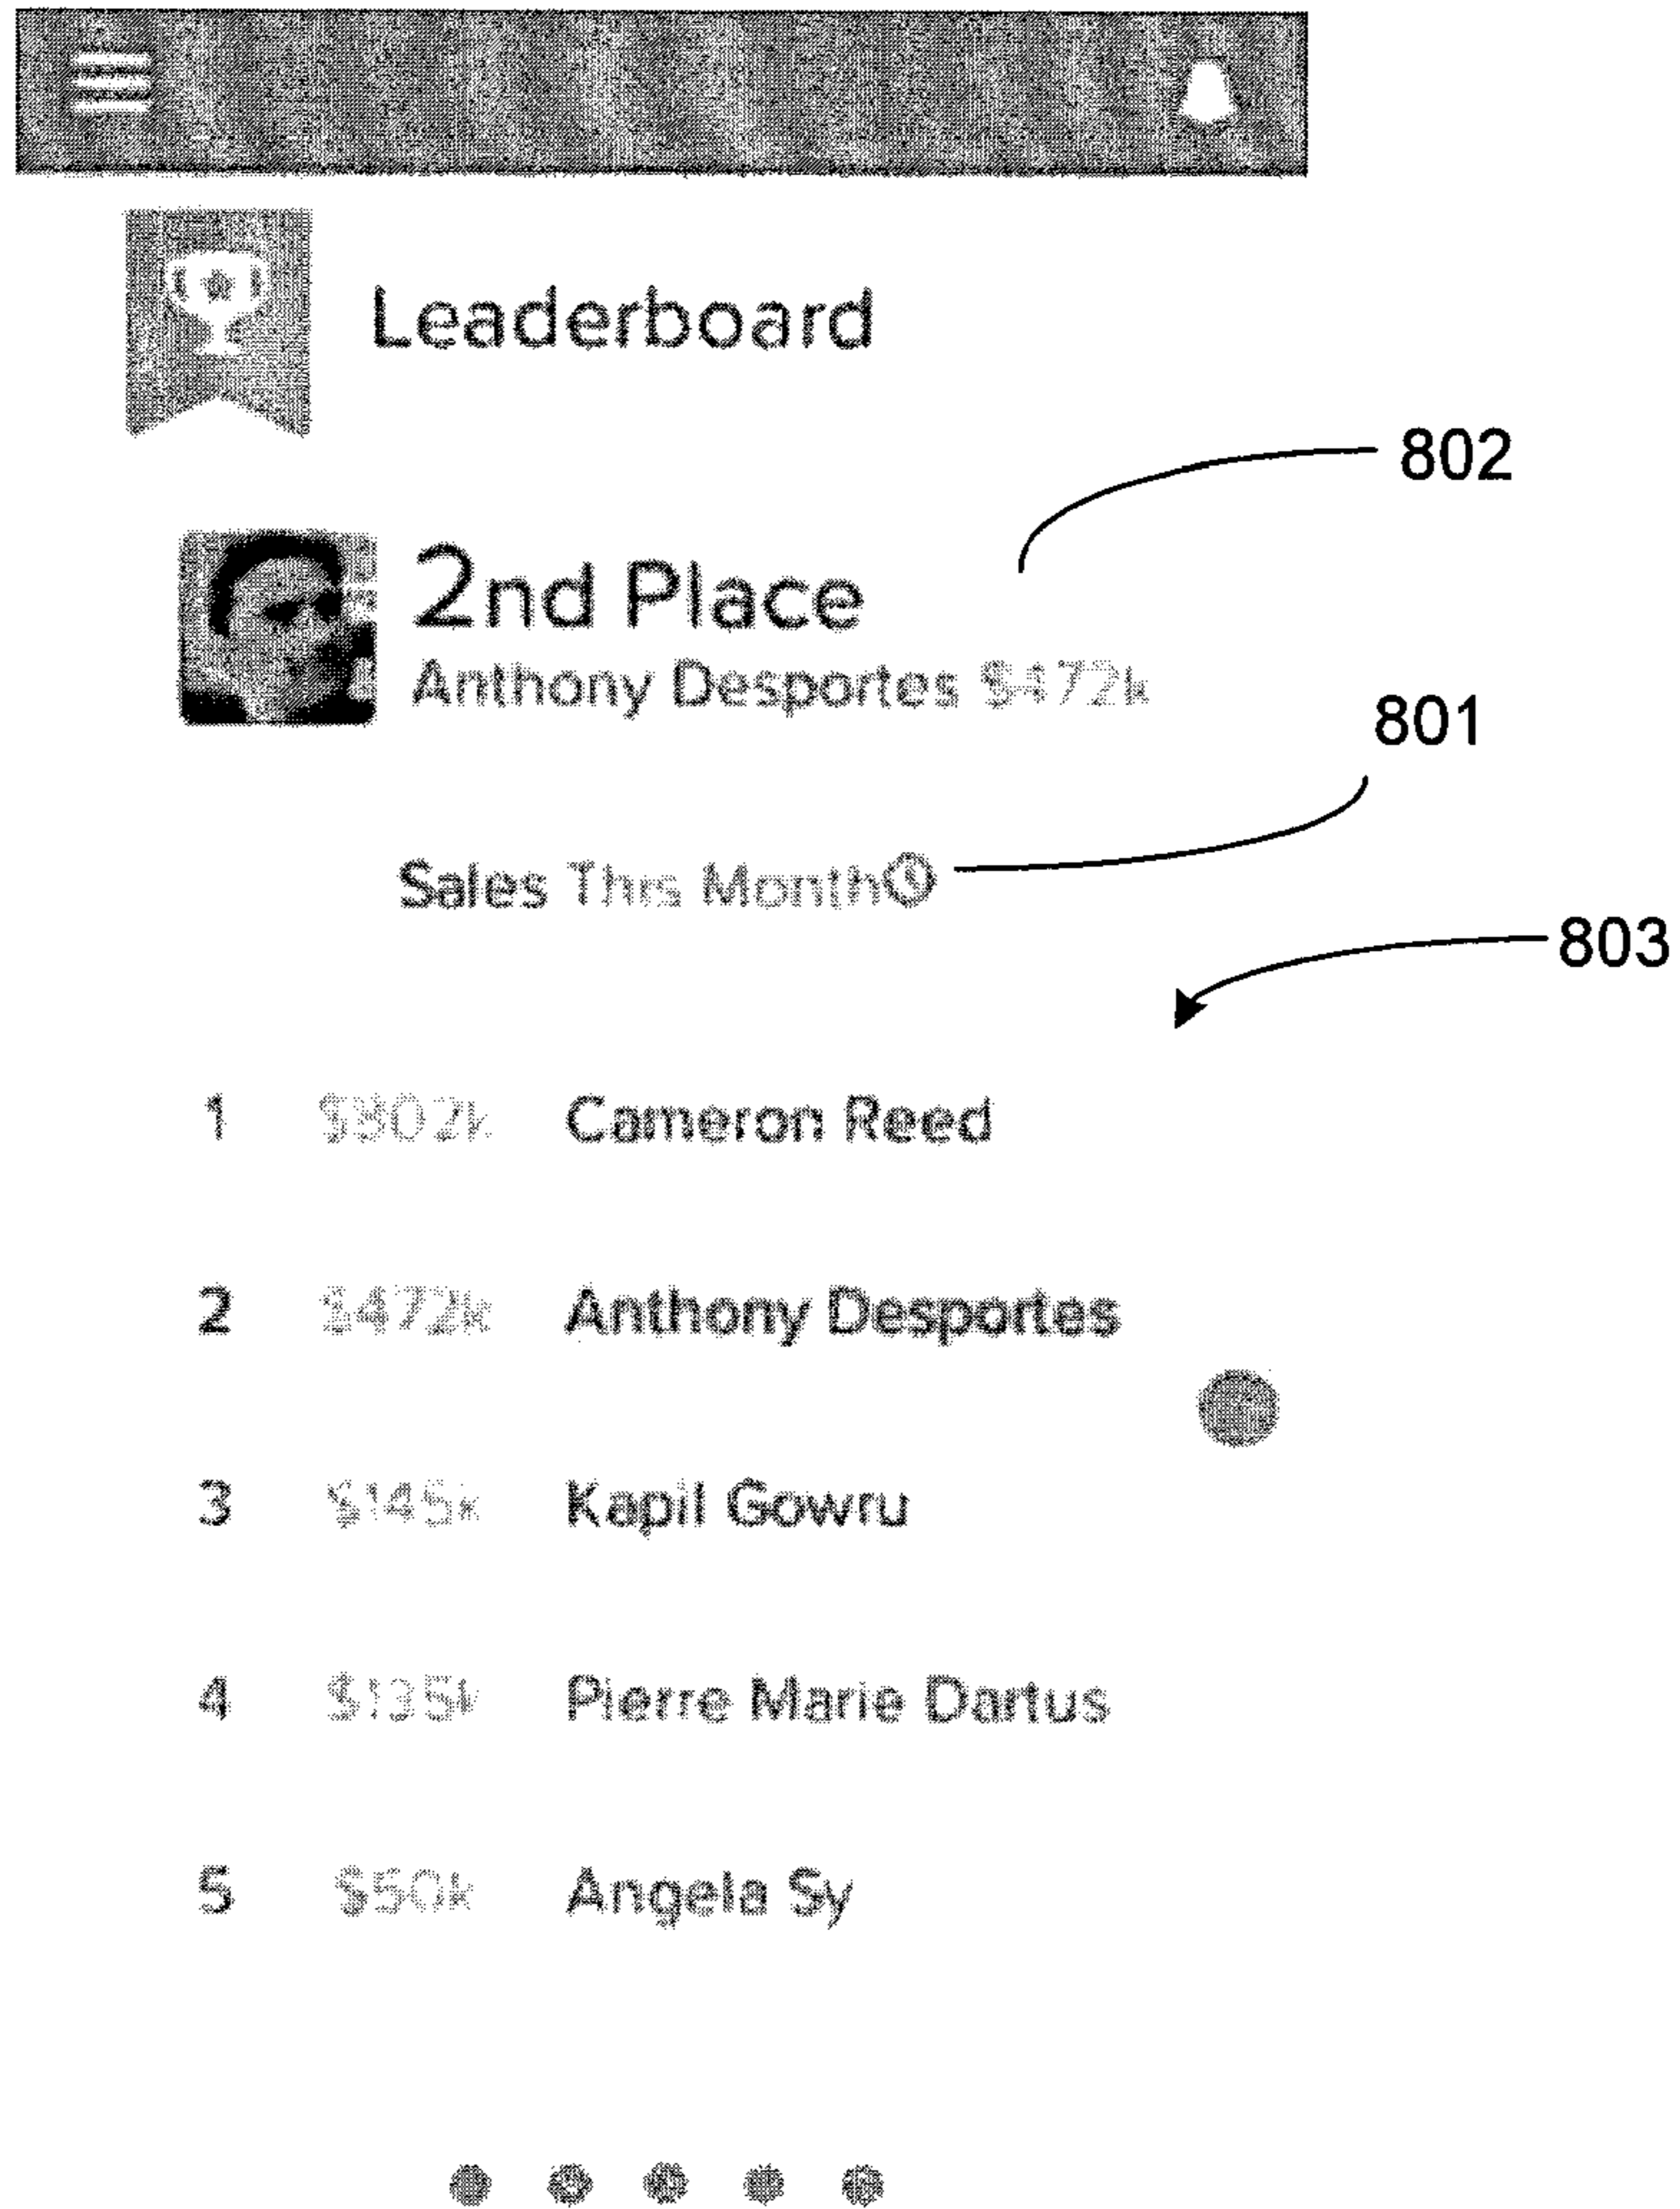 Leaderboard
802
2nd Place
Anthony Desportes $472k
801
Sales This Month
803
1 Cameron Reed
2 $472k Anthony Desportes
3 $145k Kapil Gowru
4 $135k Pierre Marie Dartus
5 $50k Angela Sy